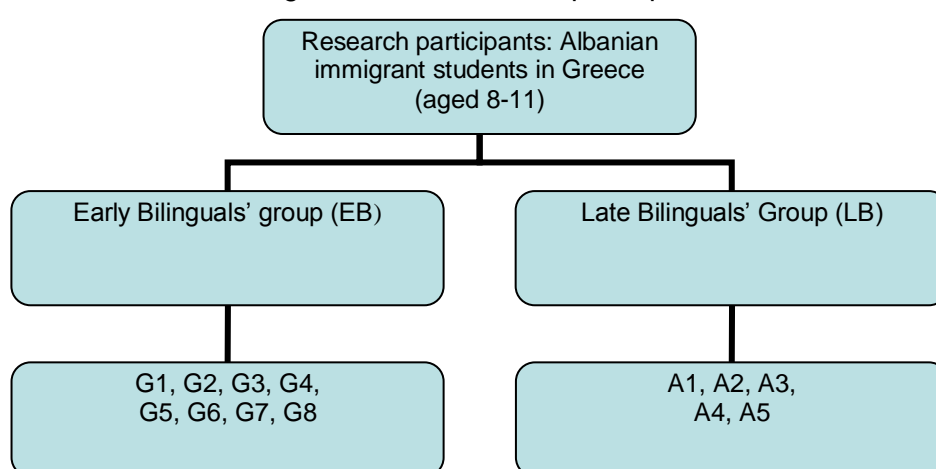 Research participants: Albanian
immigrant students in Greece
(aged 8-11)
Early Bilinguals’ group (EB)
Late Bilinguals’ Group (LB)
G1, G2, G3, G4,
G5, G6, G7, G8
A1, A2, A3,
A4, A5